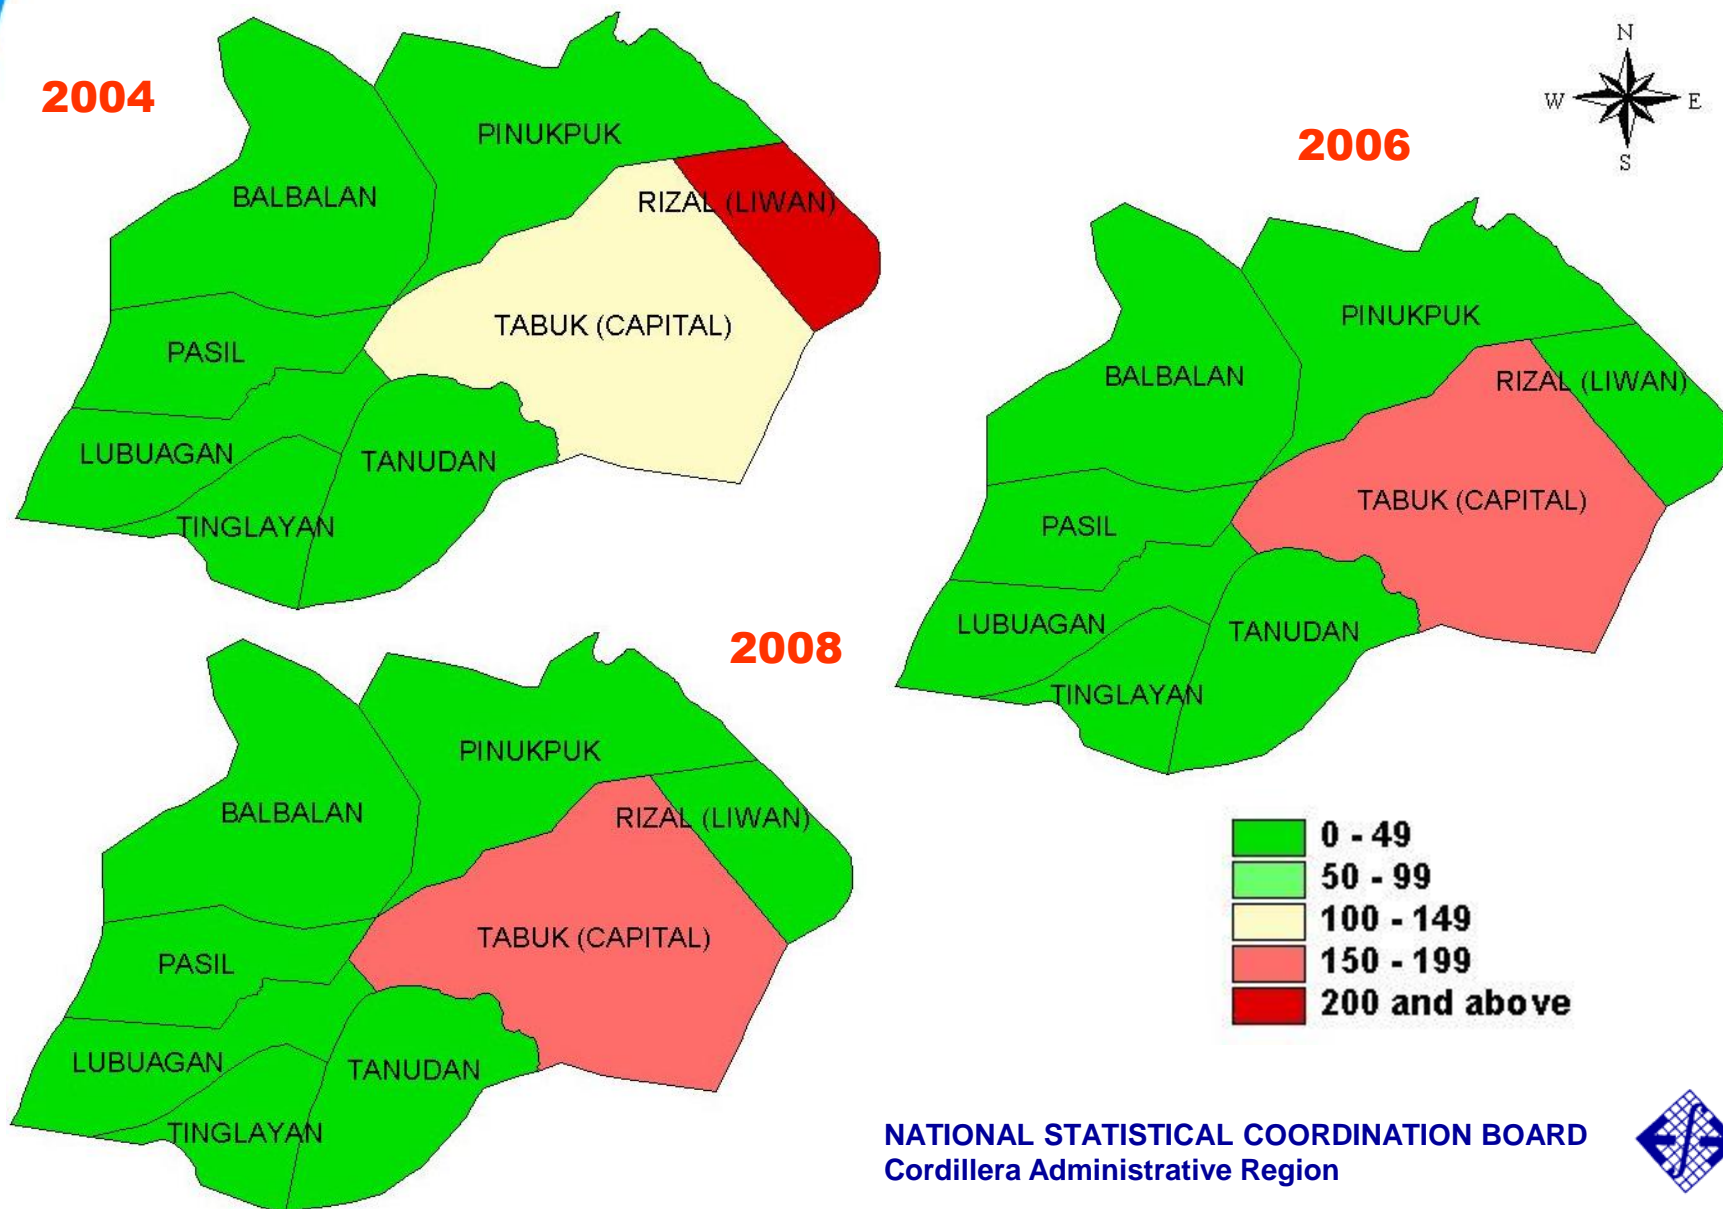 2004
PINUKPUK
BALBALAN
RIZAL (LIWAN)
TABUK (CAPITAL)
PASIL
LUBUAGAN
TANUDAN
TINGLAYAN
N
W E
S
2006
PINUKPUK
BALBALAN
RIZAL (LIWAN)
TABUK (CAPITAL)
PASIL
LUBUAGAN
TANUDAN
TINGLAYAN
2008
PINUKPUK
BALBALAN
RIZAL (LIWAN)
TABUK (CAPITAL)
PASIL
LUBUAGAN
TANUDAN
TINGLAYAN
0 - 49
50 - 99
100 - 149
150 - 199
200 and above
NATIONAL STATISTICAL COORDINATION BOARD
Cordillera Administrative Region